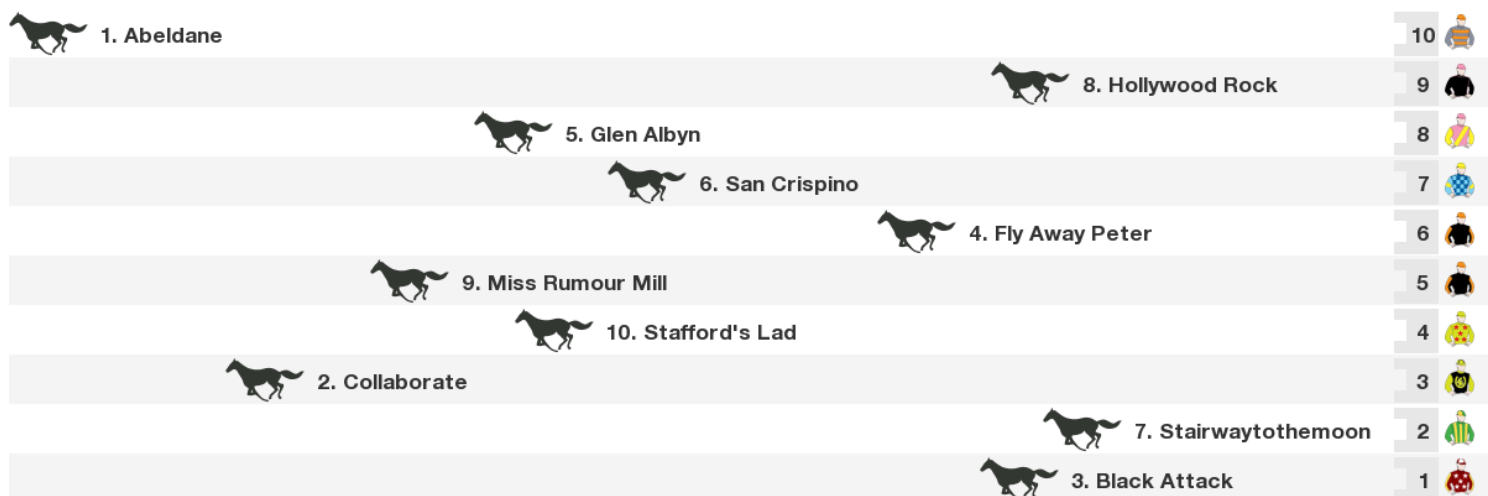 1. Abeldane 10
8. Hollywood Rock 9
5. Glen Albyn 8
6. San Crispino 7
4. Fly Away Peter 6
9. Miss Rumour Mill 5
10. Stafford's Lad 4
2. Collaborate 3
7. Stairwaytothemoon 2
3. Black Attack 1